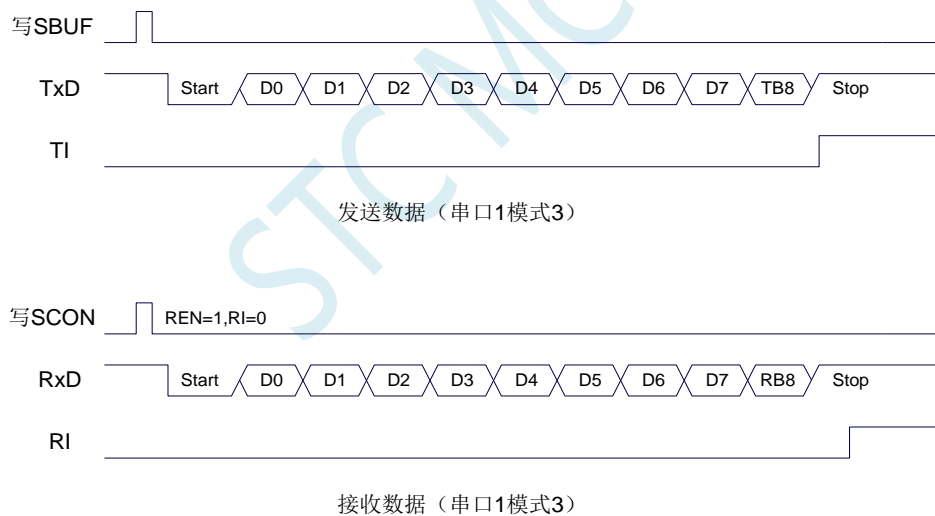 写SBUF
TxD Start D0 D1 D2 D3 D4 D5 D6 D7 TB8 Stop
TI
发送数据（串口1模式3）
写SCON REN=1,RI=0
RxD Start D0 D1 D2 D3 D4 D5 D6 D7 RB8 Stop
RI
接收数据（串口1模式3）
STC MC